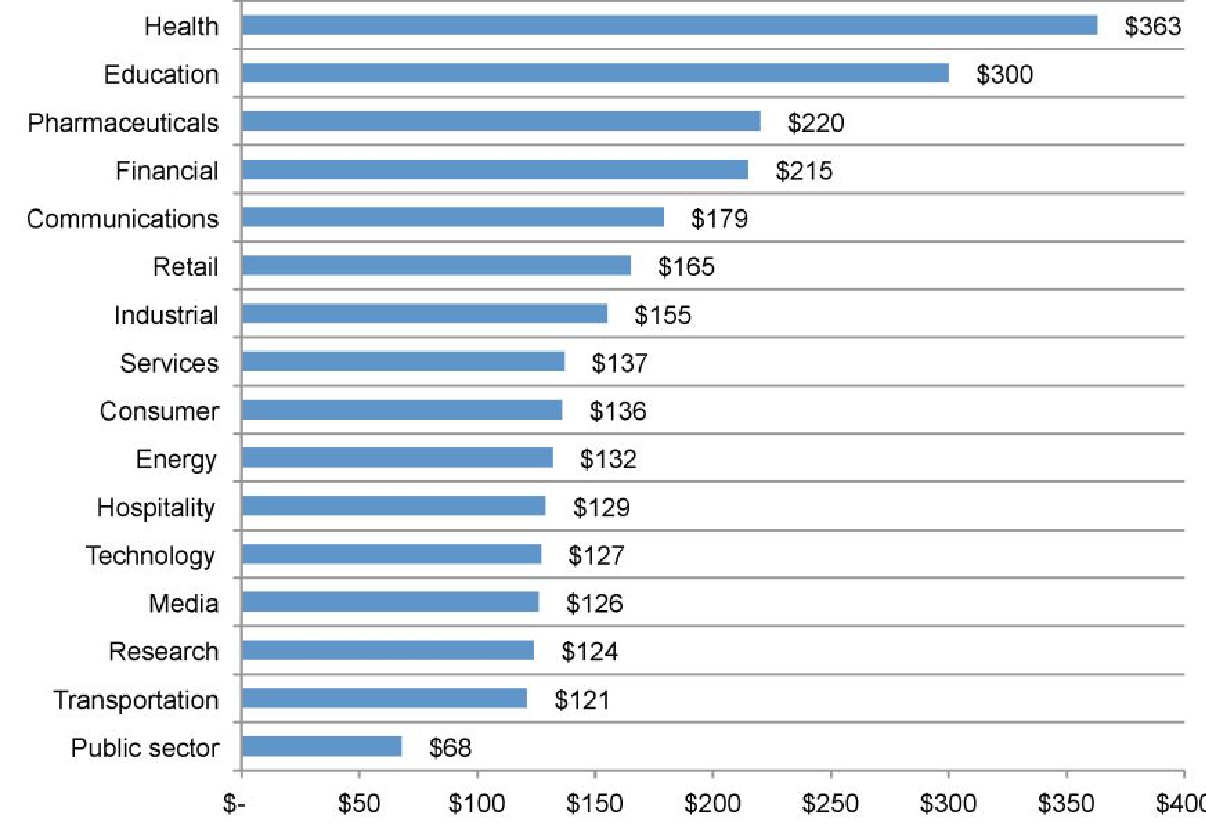 Health $363
Education $300
Pharmaceuticals $220
Financial $215
Communications $179
Retail $165
Industrial $155
Services $137
Consumer $136
Energy $132
Hospitality $129
Technology $127
Media $126
Research $124
Transportation $121
Public sector $68
$- $50 $100 $150 $200 $250 $300 $350 $400